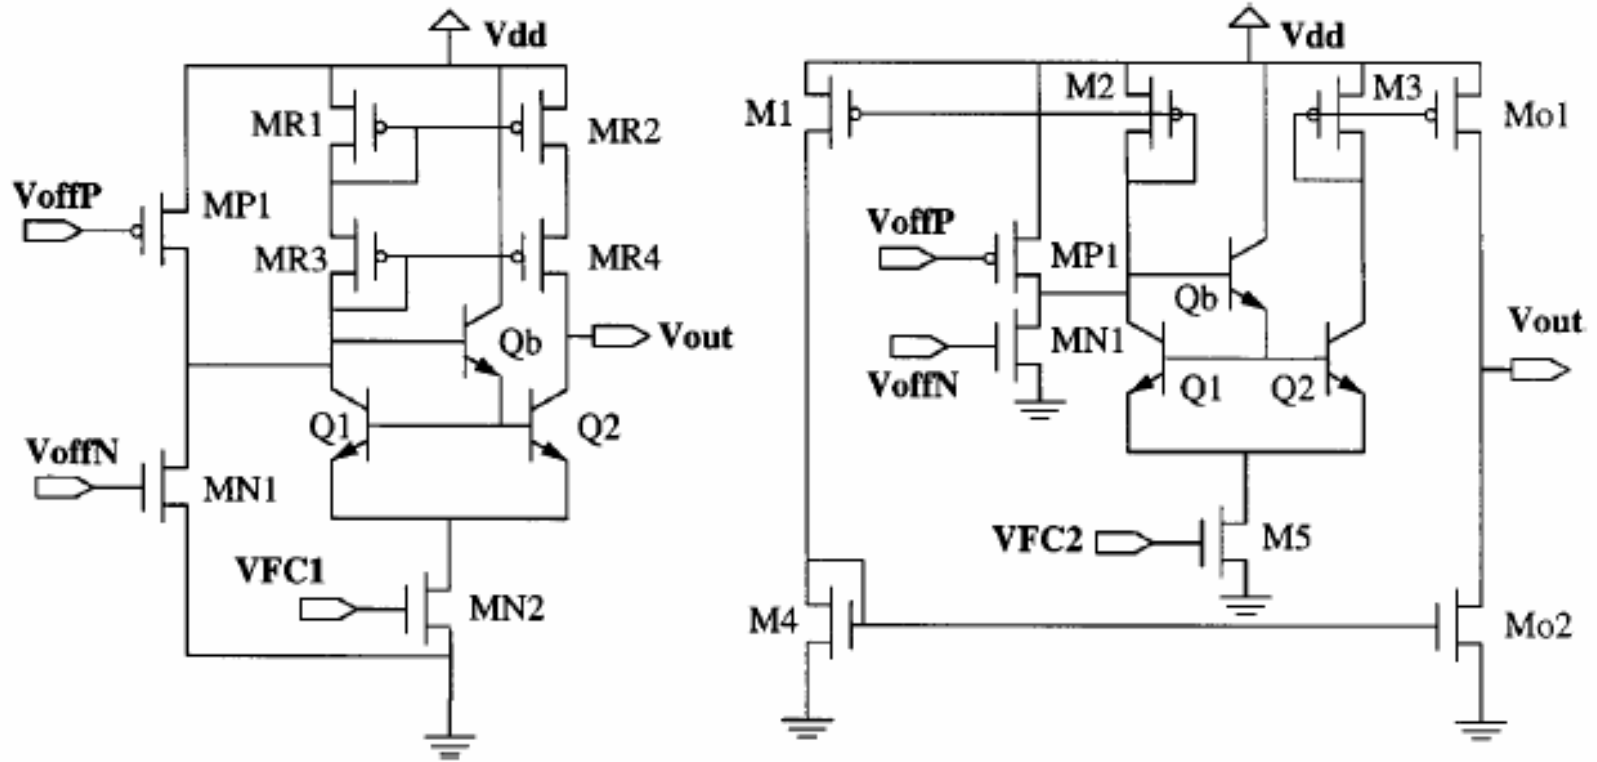 Vdd
MR1
MR2
VoffP
MP1
MR3
MR4
Qb
Vout
Q1
Q2
VoffN
MN1
VFC1
MN2
Vdd
M1
M2
M3
Mo1
VoffP
MP1
Qb
MN1
VoffN
Q1
Q2
Vout
VFC2
M5
M4
Mo2